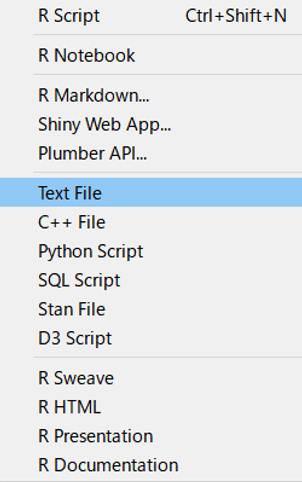 R Script Ctrl+Shift+N
R Notebook
R Markdown...
Shiny Web App...
Plumber API...
Text File
C++ File
Python Script
SQL Script
Stan File
D3 Script
R Sweave
R HTML
R Presentation
R Documentation